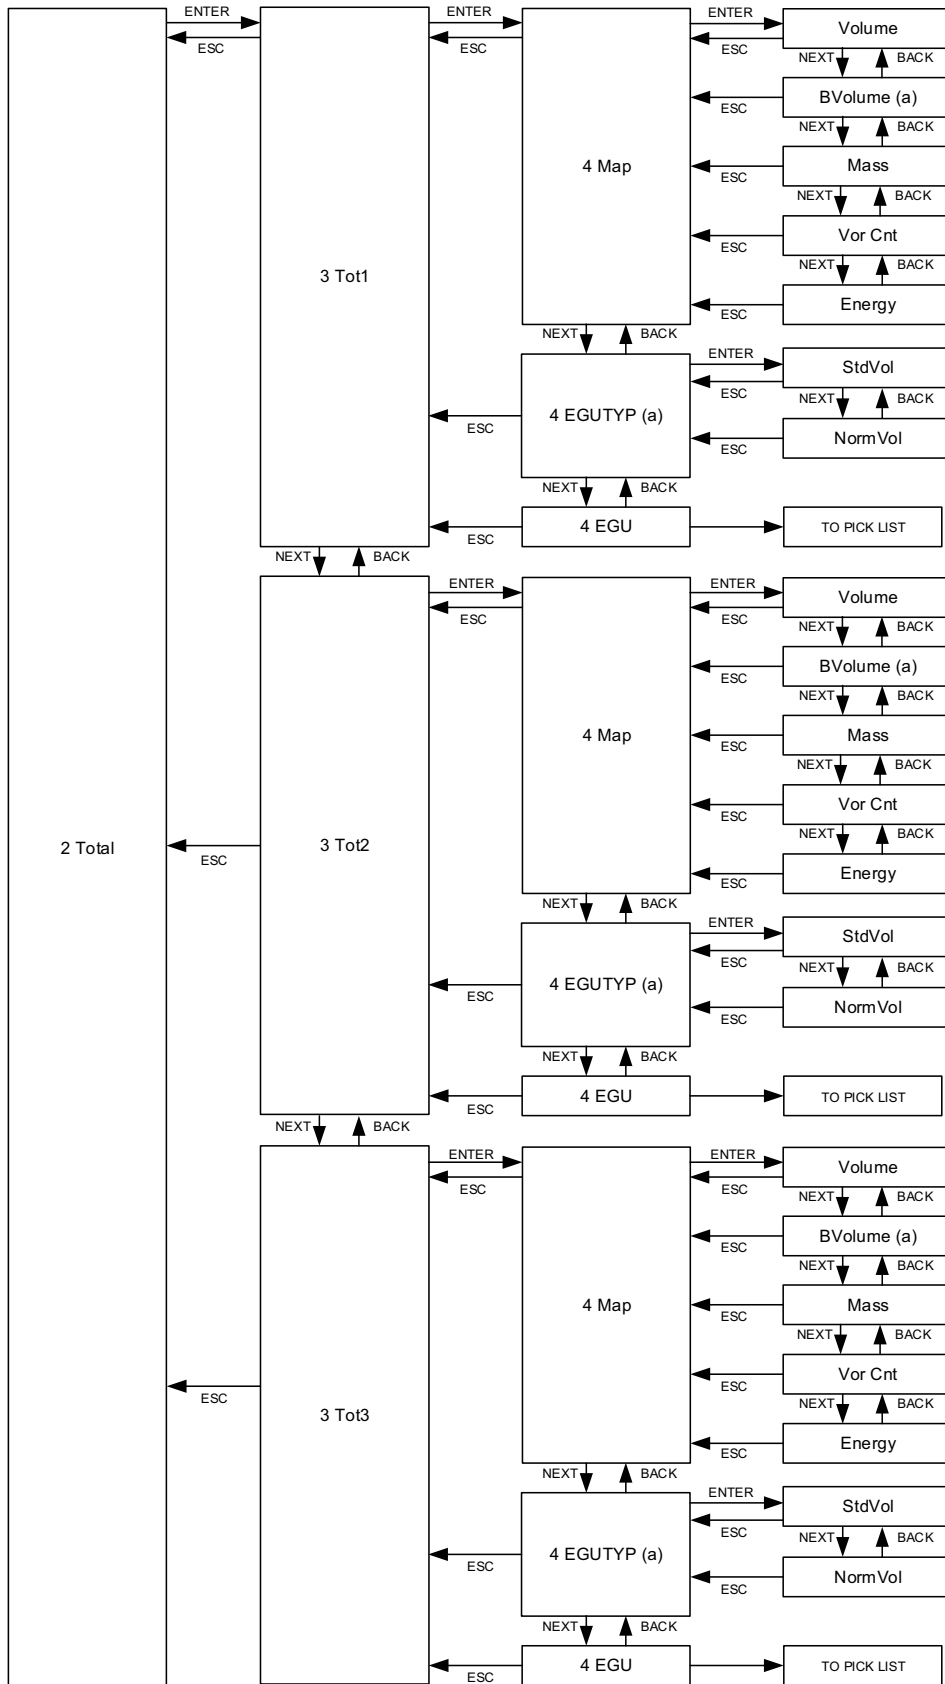 ENTER
ENTER
ENTER
Volume
ESC
ESC
ESC
NEXT
BACK
BVolume (a)
ESC
NEXT
BACK
4 Map
Mass
ESC
NEXT
BACK
Vor Cnt
ESC
NEXT
BACK
3 Tot1
Energy
ESC
NEXT
BACK
ENTER
StdVol
ESC
NEXT
BACK
4 EGUTYP (a)
ESC
NormVol
ESC
NEXT
BACK
4 EGU
ESC
TO PICK LIST
NEXT
BACK
ENTER
ENTER
Volume
ESC
ESC
NEXT
BACK
BVolume (a)
ESC
NEXT
BACK
4 Map
Mass
ESC
NEXT
BACK
Vor Cnt
ESC
NEXT
BACK
2 Total
ESC
3 Tot2
Energy
ESC
NEXT
BACK
ENTER
StdVol
ESC
NEXT
BACK
4 EGUTYP (a)
ESC
NormVol
ESC
NEXT
BACK
4 EGU
ESC
TO PICK LIST
NEXT
BACK
ENTER
ENTER
Volume
ESC
ESC
NEXT
BACK
BVolume (a)
ESC
NEXT
BACK
4 Map
Mass
ESC
NEXT
BACK
Vor Cnt
ESC
NEXT
BACK
ESC
3 Tot3
Energy
ESC
NEXT
BACK
ENTER
StdVol
ESC
NEXT
BACK
4 EGUTYP (a)
ESC
NormVol
ESC
NEXT
BACK
4 EGU
ESC
TO PICK LIST